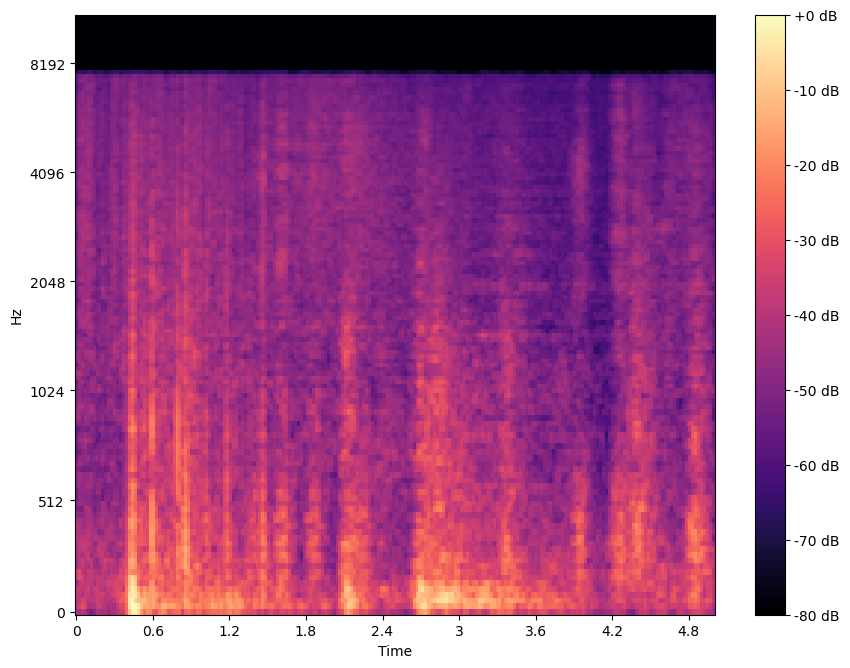 +0 dB
8192
-10 dB
4096
-20 dB
-30 dB
2048
Hz
-40 dB
1024
-50 dB
-60 dB
512
-70 dB
0
-80 dB
0 0.6 1.2 1.8 2.4 3 3.6 4.2 4.8
Time